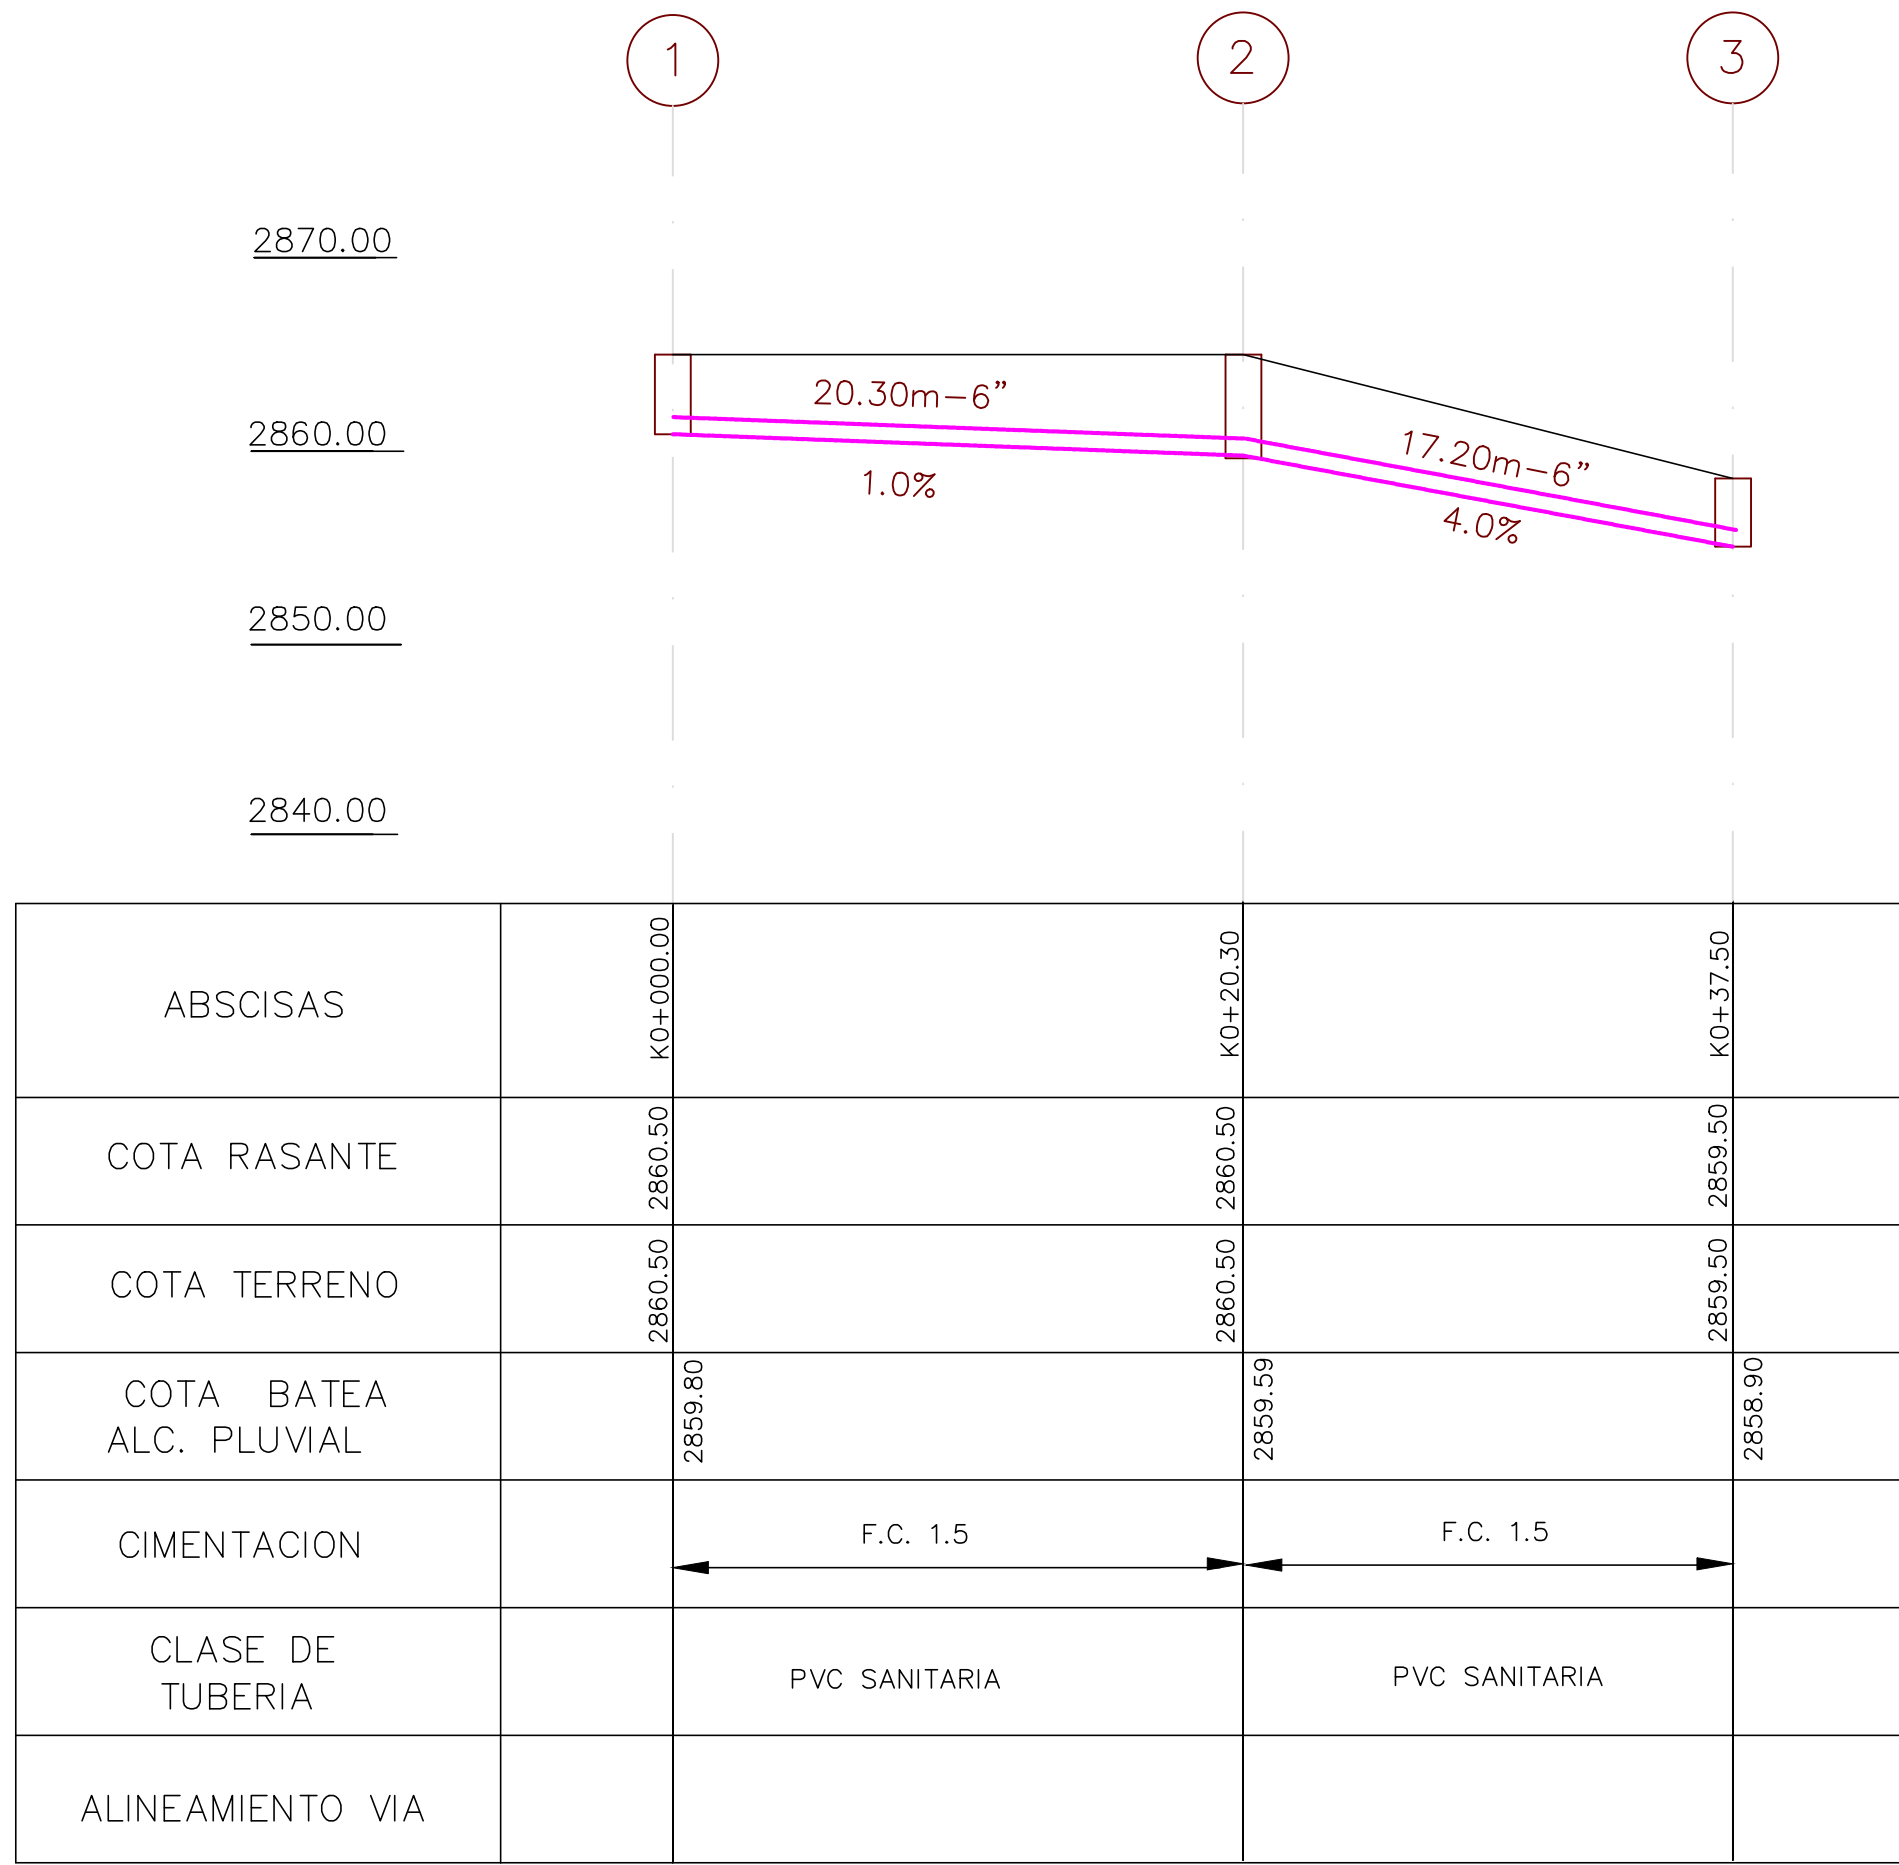 1
2
3
2870.00
20.30m-6"
2860.00
17.20m-6"
1.0%
4.0%
2850.00
2840.00
ABSCISAS
K0+000.00
K0+20.30
K0+37.50
COTA RASANTE
2860.50
2860.50
2859.50
COTA TERRENO
2860.50
2860.50
2859.50
COTA BATEA
ALC. PLUVIAL
2859.80
2859.59
2858.90
CIMENTACION
F.C. 1.5
F.C. 1.5
CLASE DE
TUBERIA
PVC SANITARIA
PVC SANITARIA
ALINEAMIENTO VIA